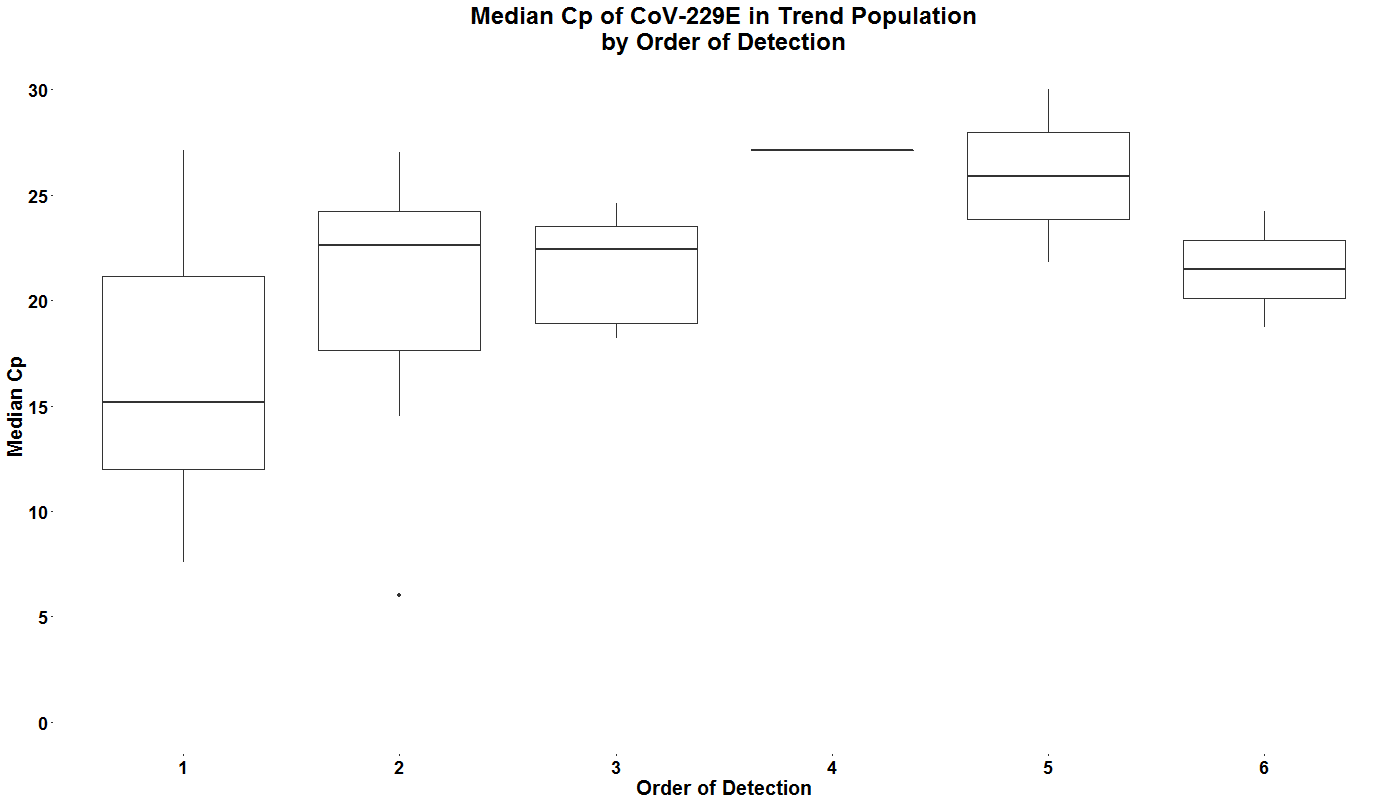 Median Cp of CoV-229E in Trend Population
by Order of Detection
Median Cp
30
25
20
15
10
5
0
1 2 3 4 5 6
Order of Detection